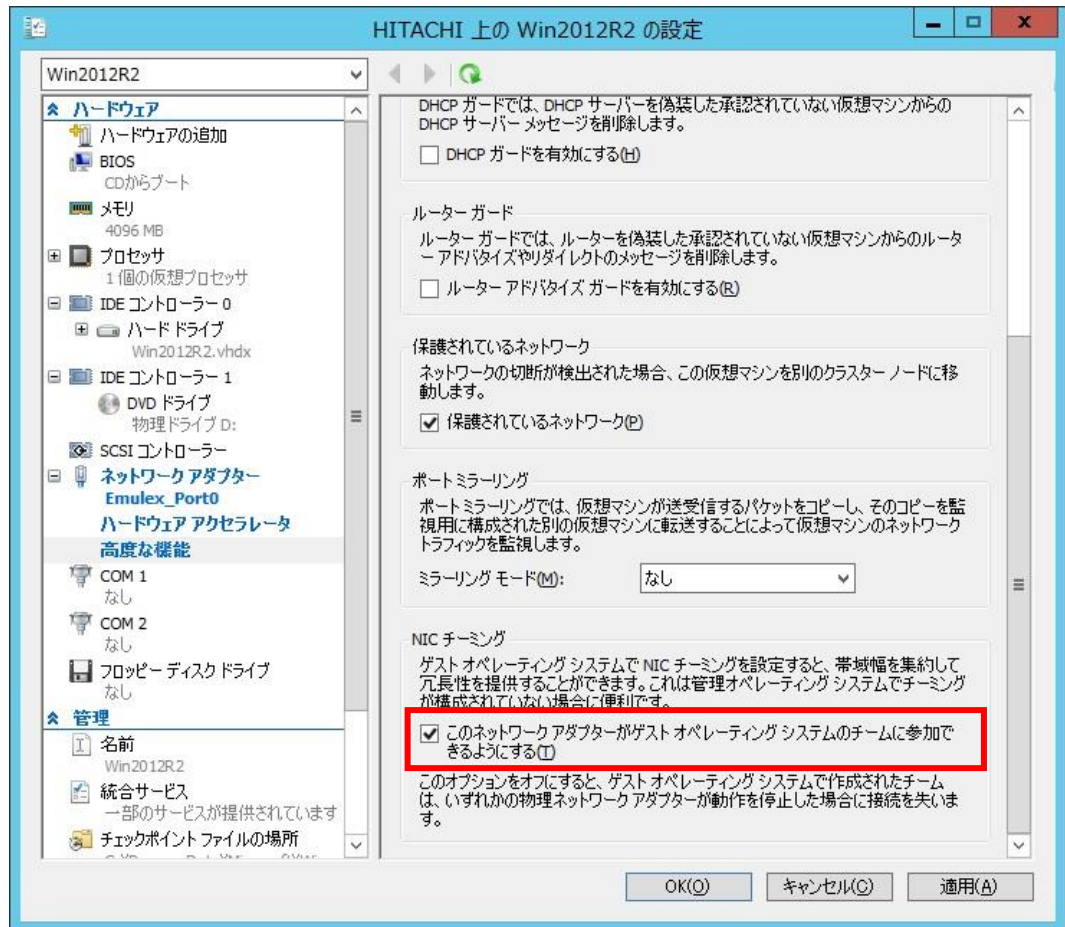 HITACHI 上の Win2012R2 の設定
Win2012R2
ハードウェア
ハードウェアの追加
BIOS
CDからブート
メモリ
4096 MB
プロセッサ
1 個の仮想プロセッサ
IDE コントローラー 0
ハード ドライブ
Win2012R2.vhdx
IDE コントローラー 1
DVD ドライブ
物理ドライブ D:
SCSI コントローラー
ネットワーク アダプター
Emulex_Port0
ハードウェア アクセラレータ
高度な機能
COM 1
なし
COM 2
なし
フロッピー ディスク ドライブ
なし
管理
名前
Win2012R2
統合サービス
一部のサービスが提供されています
チェックポイント ファイルの場所
DHCP ガードでは、DHCP サーバーを偽装した承認されていない仮想マシンからの
DHCP サーバー メッセージを削除します。
DHCP ガードを有効にする(H)
ルーター ガード
ルーター ガードでは、ルーターを偽装した承認されていない仮想マシンからのルータ
ー アドバタイズやリダイレクトのメッセージを削除します。
ルーター アドバタイズ ガードを有効にする(R)
保護されているネットワーク
ネットワークの切断が検出された場合、この仮想マシンを別のクラスター ノードに移
動します。
保護されているネットワーク(P)
ポート ミラーリング
ポート ミラーリングでは、仮想マシンが送受信するパケットをコピーし、そのコピーを監
視用に構成された別の仮想マシンに転送することによって仮想マシンのネットワーク
トラフィックを監視します。
ミラーリング モード(M):
なし
NIC チーミング
ゲスト オペレーティング システムで NIC チーミングを設定すると、帯域幅を集約して
冗長性を提供することができます。これは管理オペレーティング システムでチーミング
が構成されていない場合に便利です。
このネットワーク アダプターがゲスト オペレーティング システムのチームに参加で
きるようにする(T)
このオプションをオフにすると、ゲスト オペレーティング システムで作成されたチーム
は、いずれかの物理ネットワーク アダプターが動作を停止した場合に接続を失いま
す。
OK(O)
キャンセル(C)
適用(A)